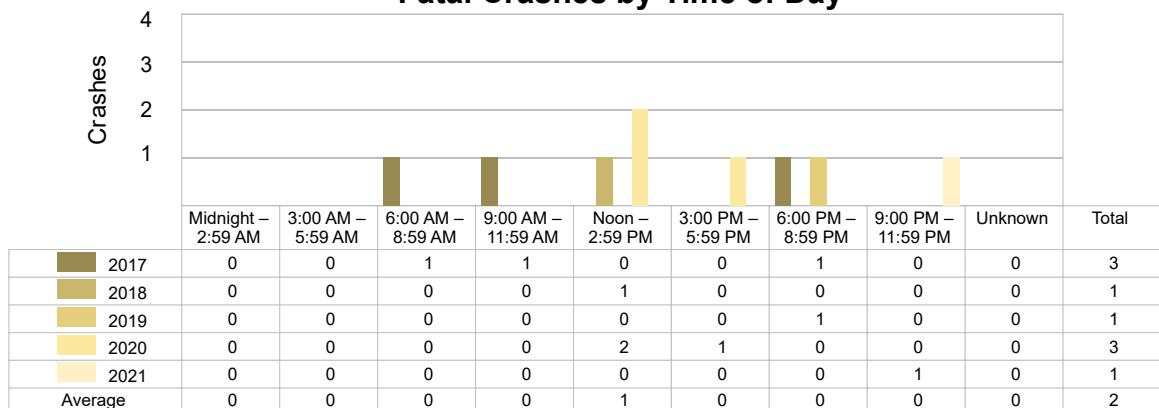 Fatal Crashes by Time of Day
4
3
2
1
Crashes
Midnight – 2:59 AM 3:00 AM – 5:59 AM 6:00 AM – 8:59 AM 9:00 AM – 11:59 AM Noon – 2:59 PM 3:00 PM – 5:59 PM 6:00 PM – 8:59 PM 9:00 PM – 11:59 PM Unknown Total
2017 0 0 1 1 0 0 1 0 0 3
2018 0 0 0 0 1 0 0 0 0 1
2019 0 0 0 0 0 0 1 0 0 1
2020 0 0 0 0 2 1 0 0 0 3
2021 0 0 0 0 0 0 0 1 0 1
Average 0 0 0 0 1 0 0 0 0 2